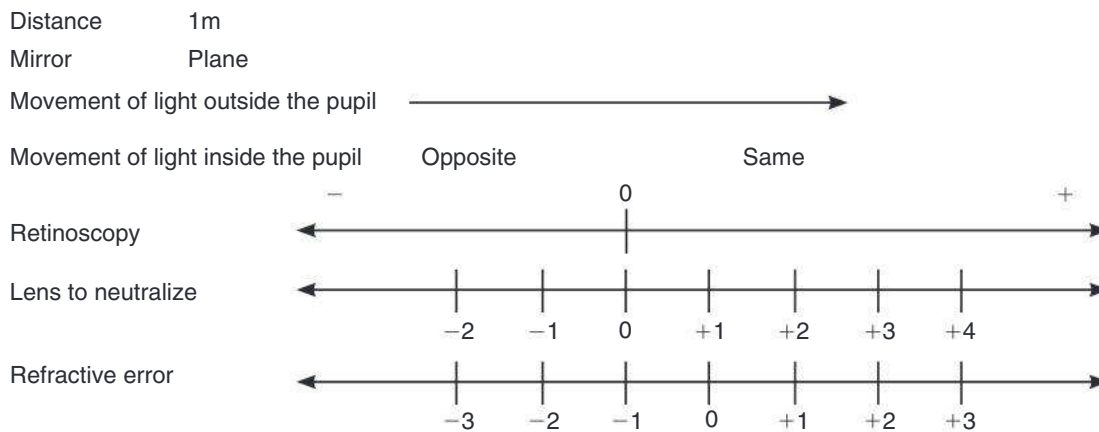 Distance 1m
Mirror Plane
Movement of light outside the pupil
Movement of light inside the pupil Opposite Same
− 0 +
Retinoscopy
Lens to neutralize
−2 −1 0 +1 +2 +3 +4
Refractive error
−3 −2 −1 0 +1 +2 +3